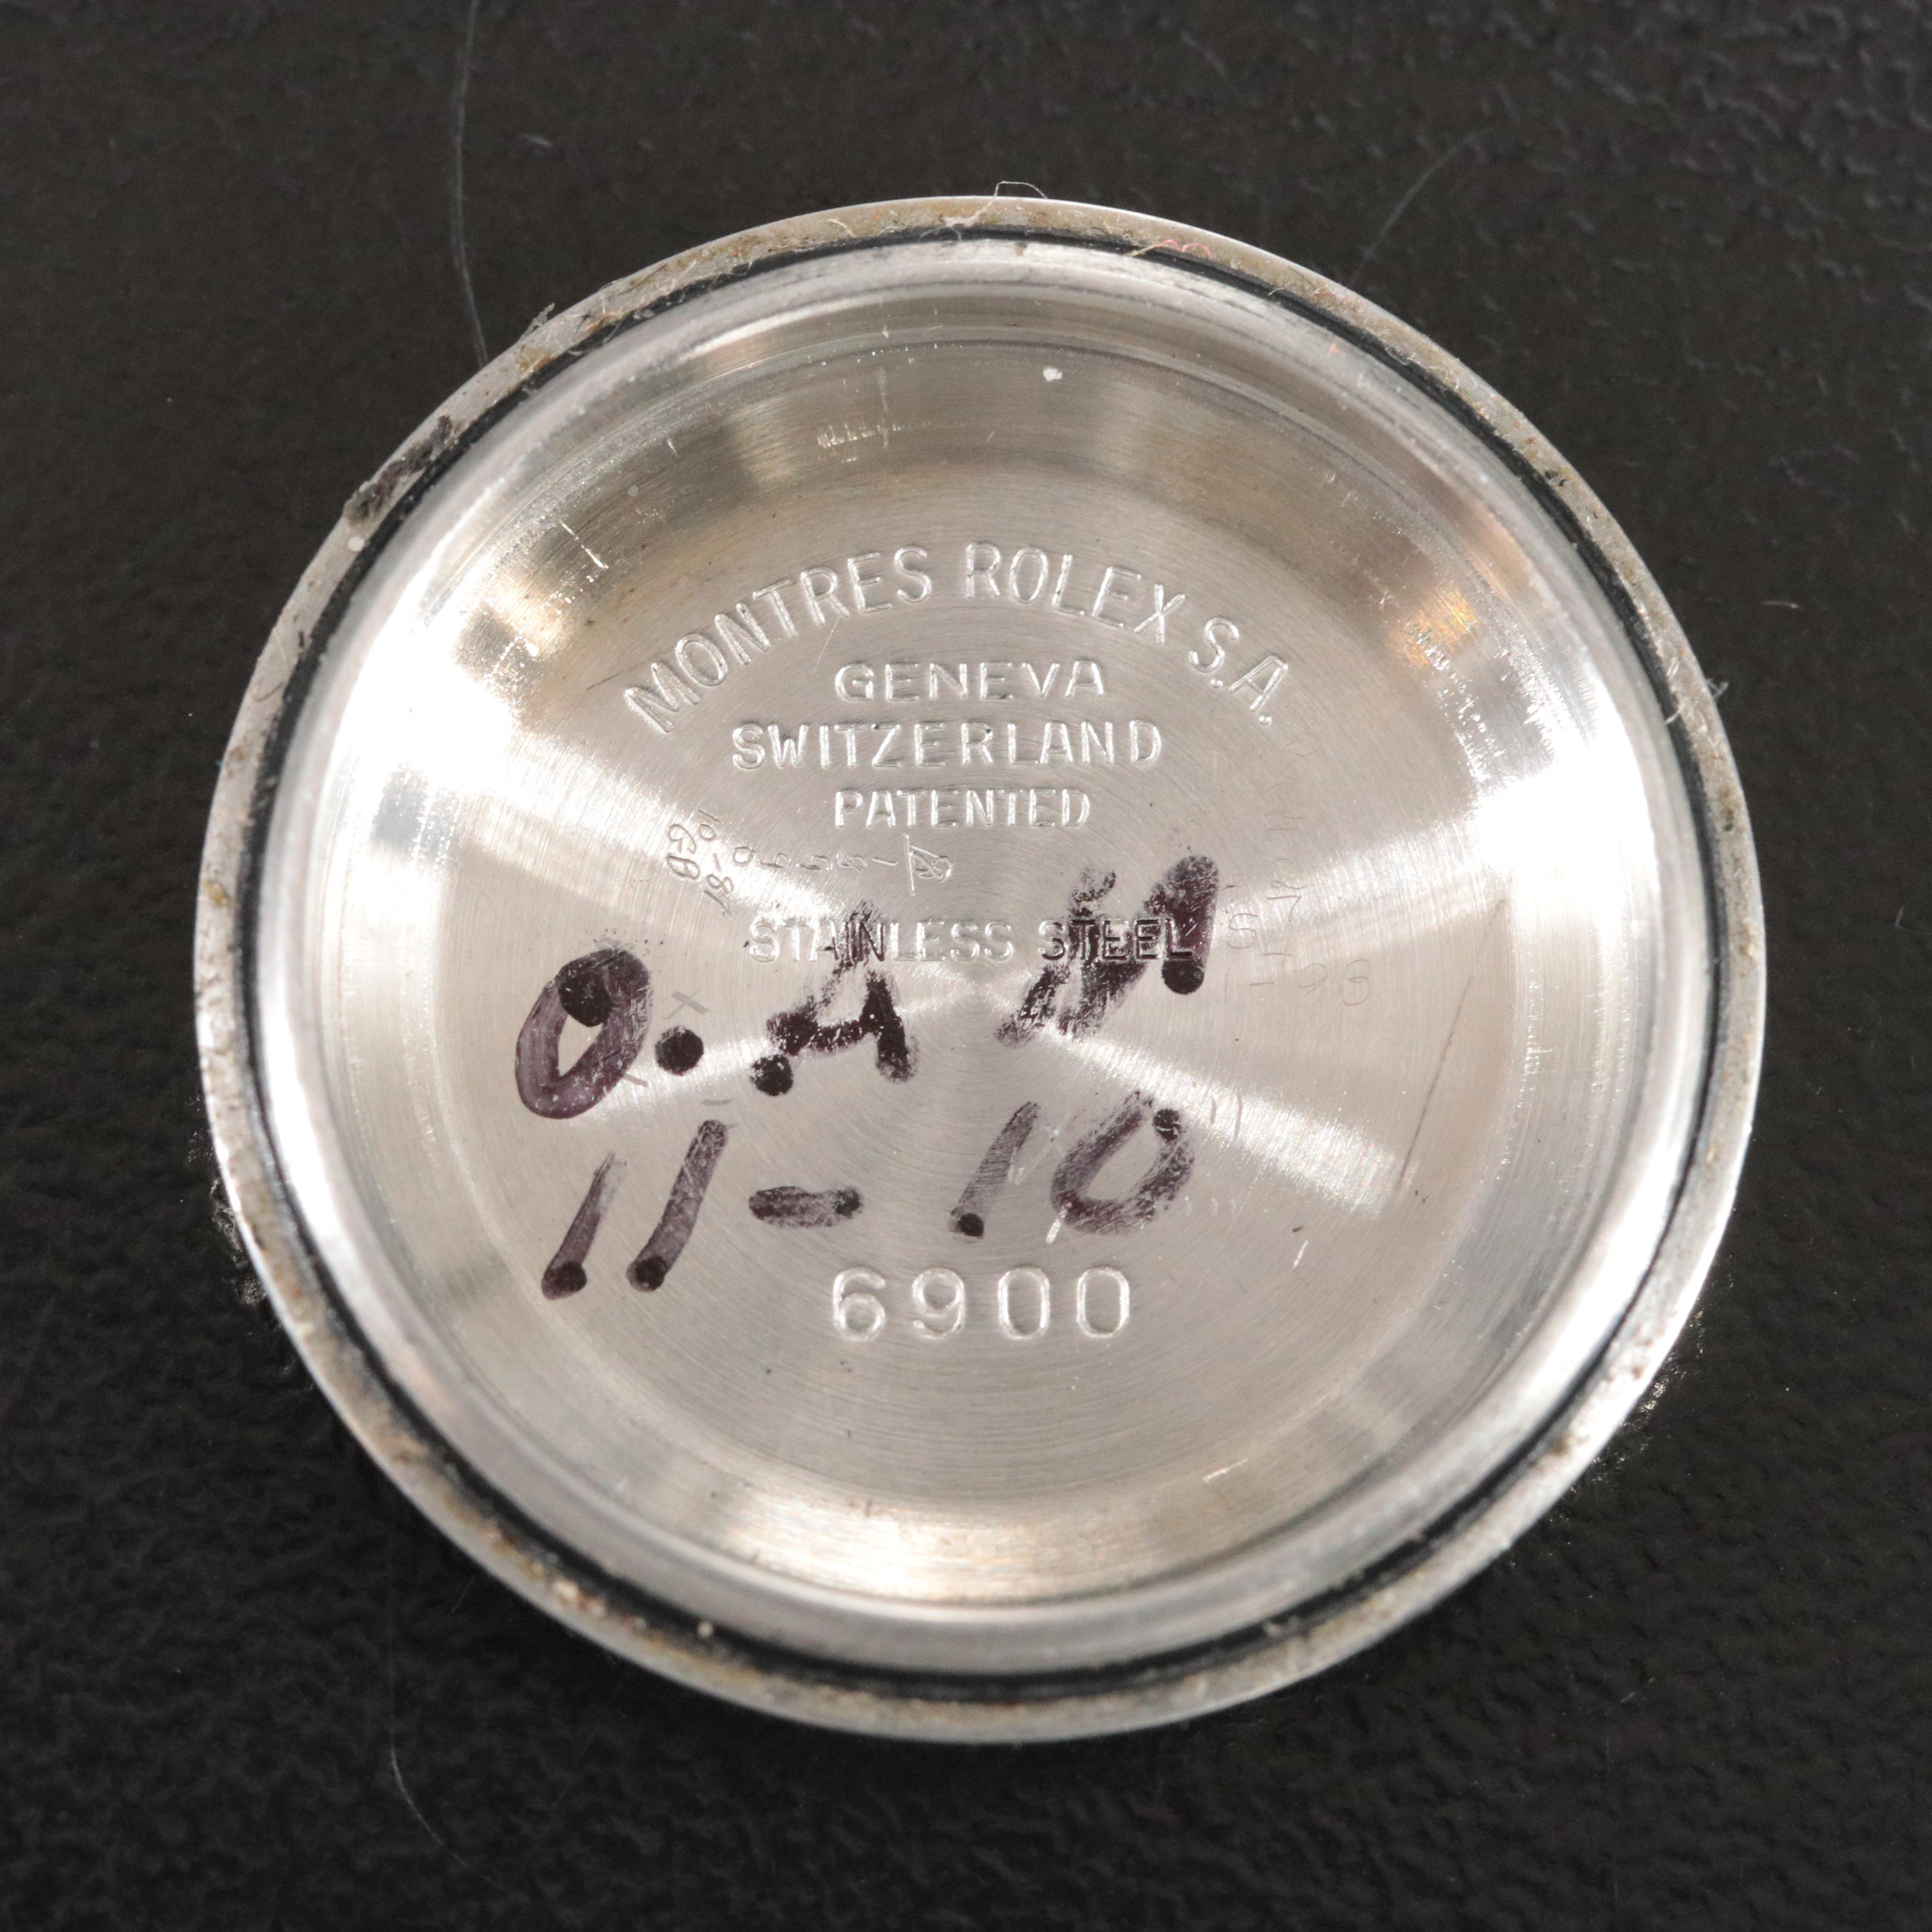 MONTRES ROLEX S.A.
GENEVA
SWITZERLAND
PATENTED
STAINLESS STEEL
O. A M
11-10
6900